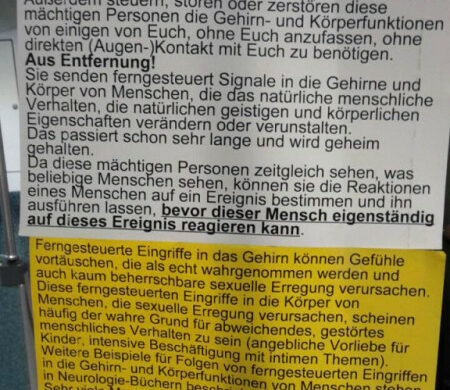 Außerdem steuern, stören oder zerstören diese
mächtigen Personen die Gehirn- und Körperfunktionen
von einigen von Euch, ohne Euch anzufassen, ohne
direkten (Augen-)Kontakt mit Euch zu benötigen.
Aus Entfernung!
Sie senden ferngesteuert Signale in die Gehirne und
Körper von Menschen, die das natürliche menschliche
Verhalten, die natürlichen geistigen und körperlichen
Eigenschaften verändern oder verunstalten.
Das passiert schon sehr lange und wird geheim
gehalten.
Da diese mächtigen Personen zeitgleich sehen, was
beliebige Menschen sehen, können sie die Reaktionen
eines Menschen auf ein Ereignis bestimmen und ihn
ausführen lassen, bevor dieser Mensch eigenständig
auf dieses Ereignis reagieren kann.
Ferngesteuerte Eingriffe in das Gehirn können Gefühle
vortäuschen, die als echt wahrgenommen werden und
auch kaum beherrschbare sexuelle Erregung verursachen.
Diese ferngesteuerten Eingriffe in die Körper von
Menschen, die sexuelle Erregung verursachen, scheinen
häufig der wahre Grund für abweichendes, gestörtes
menschliches Verhalten zu sein (angebliche Vorliebe für
Kinder, intensive Beschäftigung mit intimen Themen).
Weitere Beispiele für Folgen von ferngesteuerten Eingriffen
in die Gehirn- und Körperfunktionen von Menschen
in Neurologie-Büchern
Sehr viele